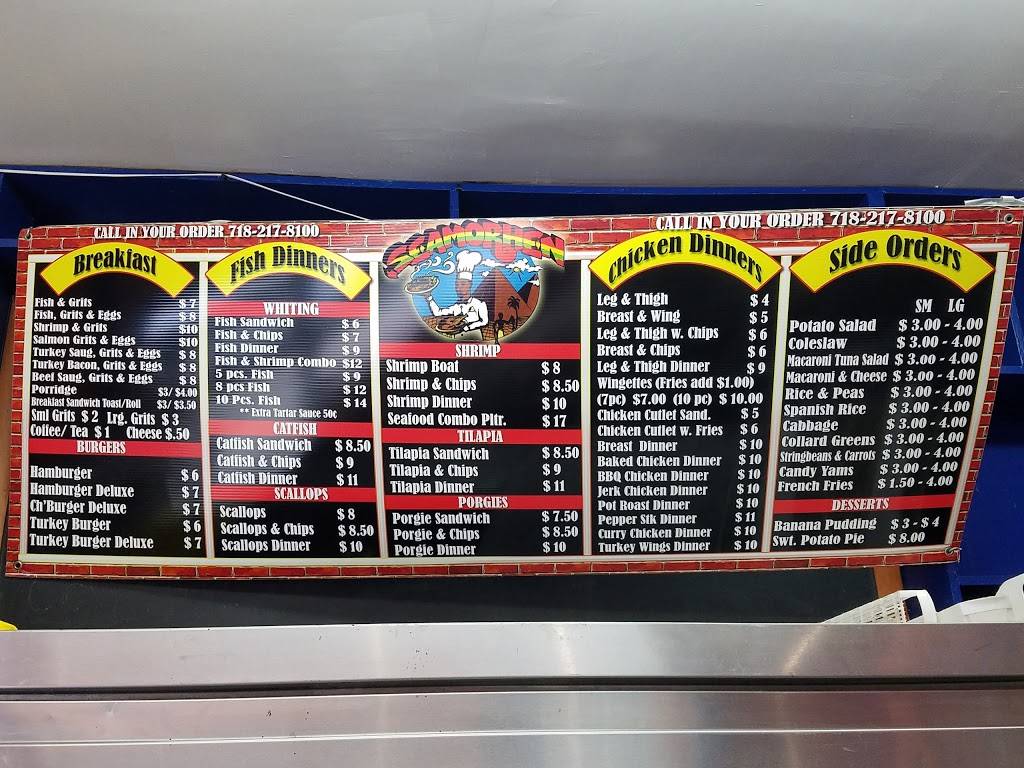 CALL IN YOUR ORDER 718-217-8100
Breakfast
Fish & Grits $ 7
Fish, Grits & Eggs $ 8
Shrimp & Grits $10
Salmon Grits & Eggs $10
Turkey Saug, Grits & Eggs $ 8
Turkey Bacon, Grits & Eggs $ 8
Beef Saug, Grits & Eggs $ 8
Porridge $3/ $4.00
Breakfast Sandwich Toast/Roll $3/ $3.50
Sml Grits $ 2 Lrg. Grits $ 3
Coffee/ Tea $ 1 Cheese $.50
BURGERS
Hamburger $ 6
Hamburger Deluxe $ 7
Ch'Burger Deluxe $ 7
Turkey Burger $ 6
Turkey Burger Deluxe $ 7
Fish Dinners
WHITING
Fish Sandwich $ 6
Fish & Chips $ 7
Fish Dinner $ 9
Fish & Shrimp Combo $12
5 pcs. Fish $ 9
8 pcs Fish $ 12
10 Pcs. Fish $ 14
** Extra Tartar Sauce 50c
CATFISH
Catfish Sandwich $ 8.50
Catfish & Chips $ 9
Catfish Dinner $ 11
SCALLOPS
Scallops $ 8
Scallops & Chips $ 8.50
Scallops Dinner $ 10
SHRIMP
Shrimp Boat $ 8
Shrimp & Chips $ 8.50
Shrimp Dinner $ 10
Seafood Combo Pltr. $ 17
TILAPIA
Tilapia Sandwich $ 8.50
Tilapia & Chips $ 9
Tilapia Dinner $ 11
PORGIES
Porgie Sandwich $ 7.50
Porgie & Chips $ 8.50
Porgie Dinner $ 10
CALL IN YOUR ORDER 718-217-8100
Chicken Dinners
Leg & Thigh $ 4
Breast & Wing $ 5
Leg & Thigh w. Chips $ 6
Breast & Chips $ 6
Leg & Thigh Dinner $ 9
Wingettes (Fries add $1.00)
(7pc) $7.00 (10 pc) $ 10.00
Chicken Cutlet Sand. $ 5
Chicken Cutlet w. Fries $ 6
Breast Dinner $ 10
Baked Chicken Dinner $ 10
BBQ Chicken Dinner $ 10
Jerk Chicken Dinner $ 10
Pot Roast Dinner $ 10
Pepper Stk Dinner $ 11
Curry Chicken Dinner $ 10
Turkey Wings Dinner $ 10
Side Orders
SM LG
Potato Salad $ 3.00 - 4.00
Coleslaw $ 3.00 - 4.00
Macaroni Tuna Salad $ 3.00 - 4.00
Macaroni & Cheese $ 3.00 - 4.00
Rice & Peas $ 3.00 - 4.00
Spanish Rice $ 3.00 - 4.00
Cabbage $ 3.00 - 4.00
Collard Greens $ 3.00 - 4.00
Stringbeans & Carrots $ 3.00 - 4.00
Candy Yams $ 3.00 - 4.00
French Fries $ 1.50 - 4.00
DESSERTS
Banana Pudding $ 3 - $ 4
Swt. Potato Pie $ 8.00